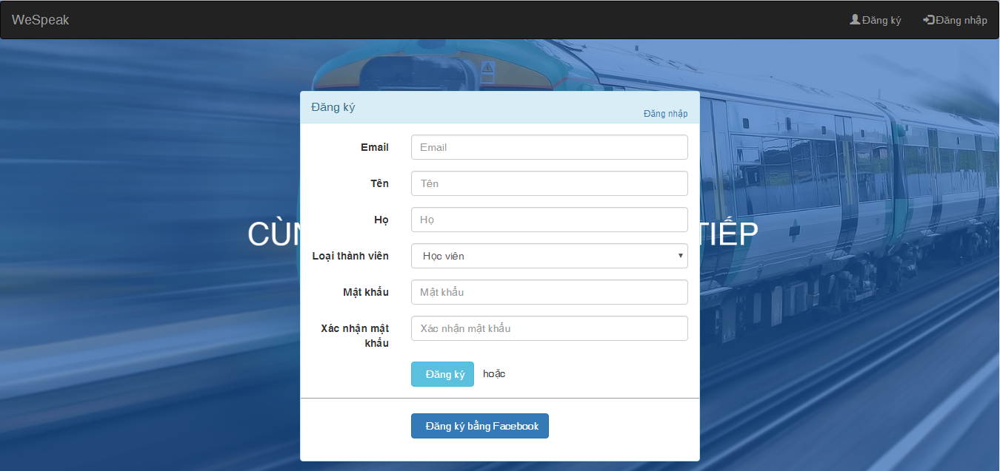 WeSpeak
Đăng ký
Đăng nhập
Đăng ký
Đăng nhập
Email
Email
Tên
Tên
Họ
Họ
CÙN
TIẾP
Loại thành viên
Học viên
Mật khẩu
Mật khẩu
Xác nhận mật
khẩu
Xác nhận mật khẩu
Đăng ký
hoặc
Đăng ký bằng Facebook